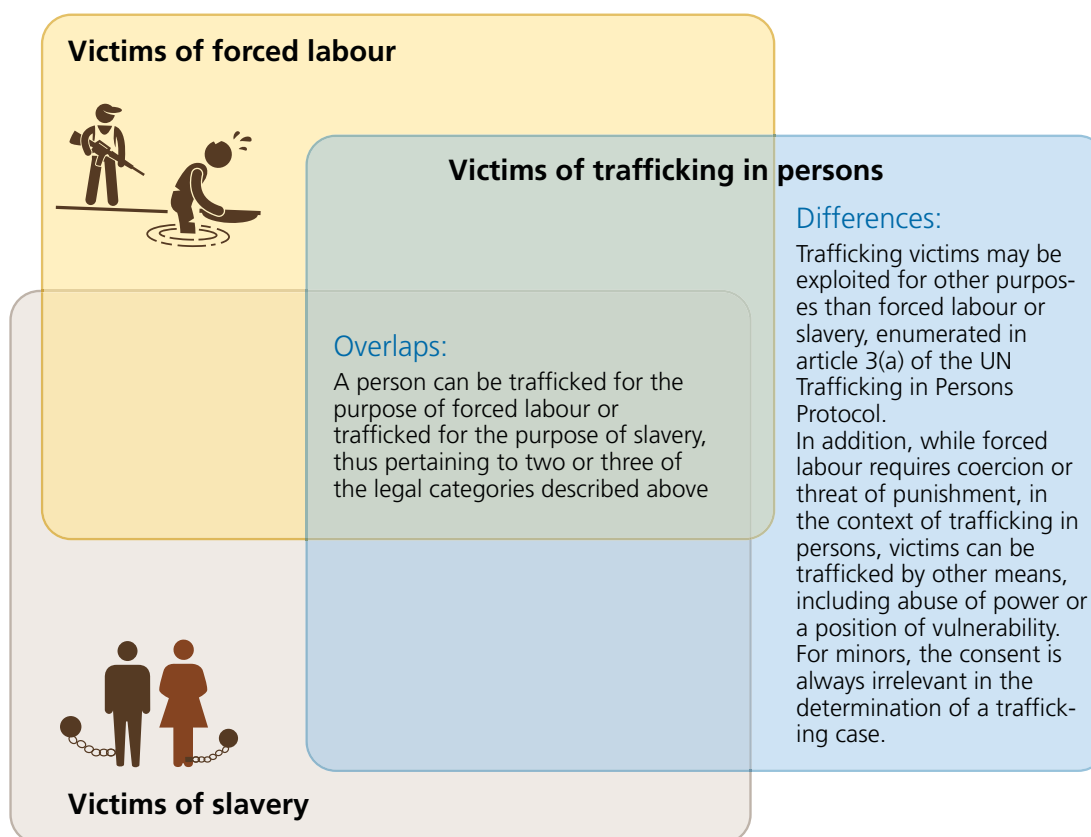 Victims of forced labour
Victims of trafficking in persons
Differences:
Trafficking victims may be
exploited for other purpos-
es than forced labour or
slavery, enumerated in
article 3(a) of the UN
Trafficking in Persons
Protocol.
In addition, while forced
labour requires coercion or
threat of punishment, in
the context of trafficking in
persons, victims can be
trafficked by other means,
including abuse of power or
a position of vulnerability.
For minors, the consent is
always irrelevant in the
determination of a traffick-
ing case.
Overlaps:
A person can be trafficked for the
purpose of forced labour or
trafficked for the purpose of slavery,
thus pertaining to two or three of
the legal categories described above
Victims of slavery